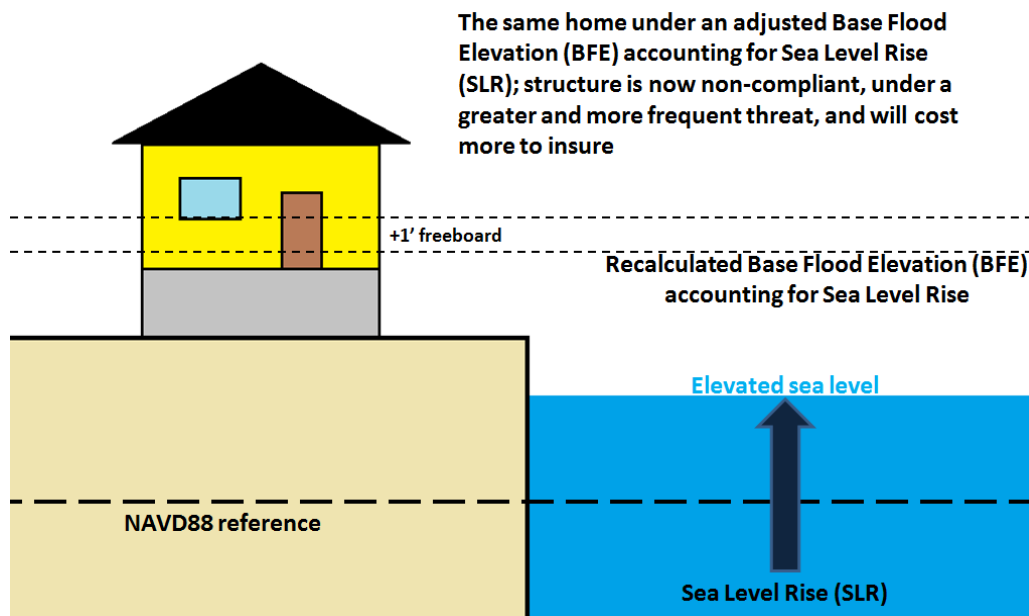 The same home under an adjusted Base Flood
Elevation (BFE) accounting for Sea Level Rise
(SLR); structure is now non-compliant, under a
greater and more frequent threat, and will cost
more to insure
+1’ freeboard
Recalculated Base Flood Elevation (BFE)
accounting for Sea Level Rise
Elevated sea level
NAVD88 reference
Sea Level Rise (SLR)